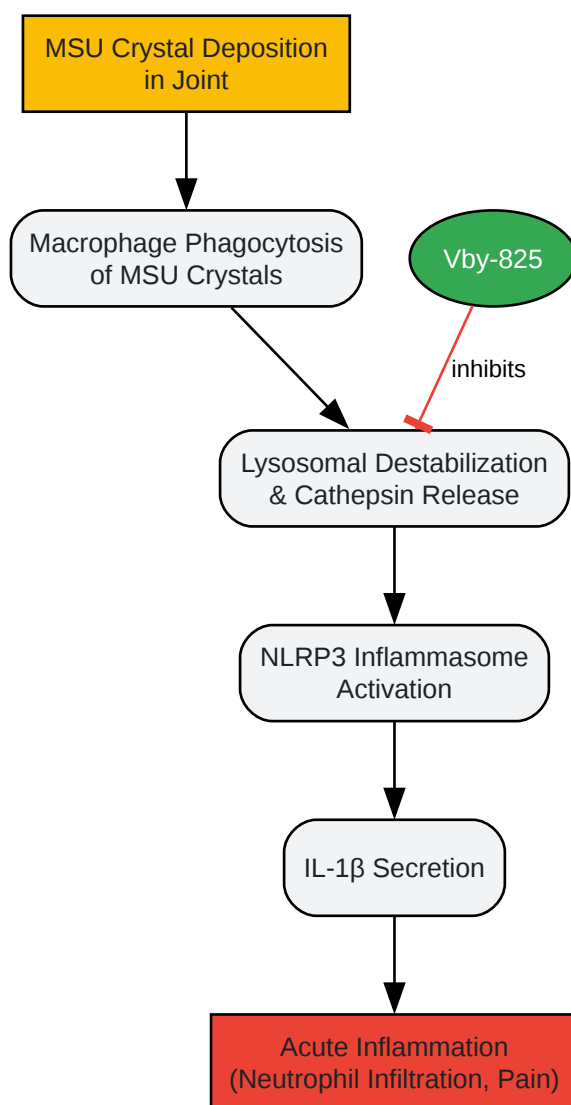 MSU Crystal Deposition
in Joint
Macrophage Phagocytosis
of MSU Crystals
Vby-825
inhibits
Lysosomal Destabilization
& Cathepsin Release
NLRP3 Inflammasome
Activation
IL-1β Secretion
Acute Inflammation
(Neutrophil Infiltration, Pain)